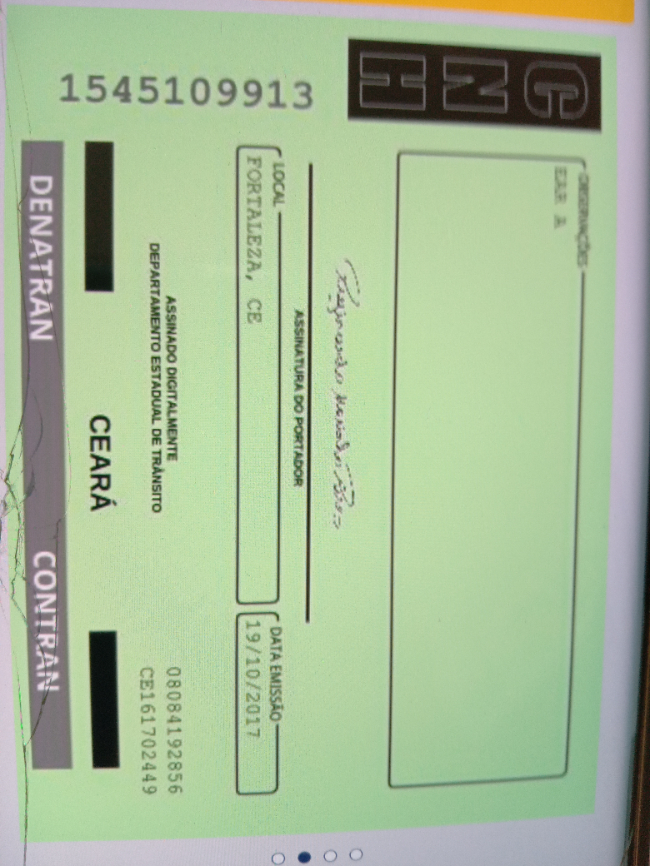 CNH
OBSERVAÇÕES
EAR A
ASSINATURA DO PORTADOR
LOCAL
FORTALEZA, CE
DATA EMISSÃO
19/10/2017
ASSINADO DIGITALMENTE
DEPARTAMENTO ESTADUAL DE TRÂNSITO
08084192856
CE161702449
CEARÁ
DENATRAN CONTRAN
1545109913